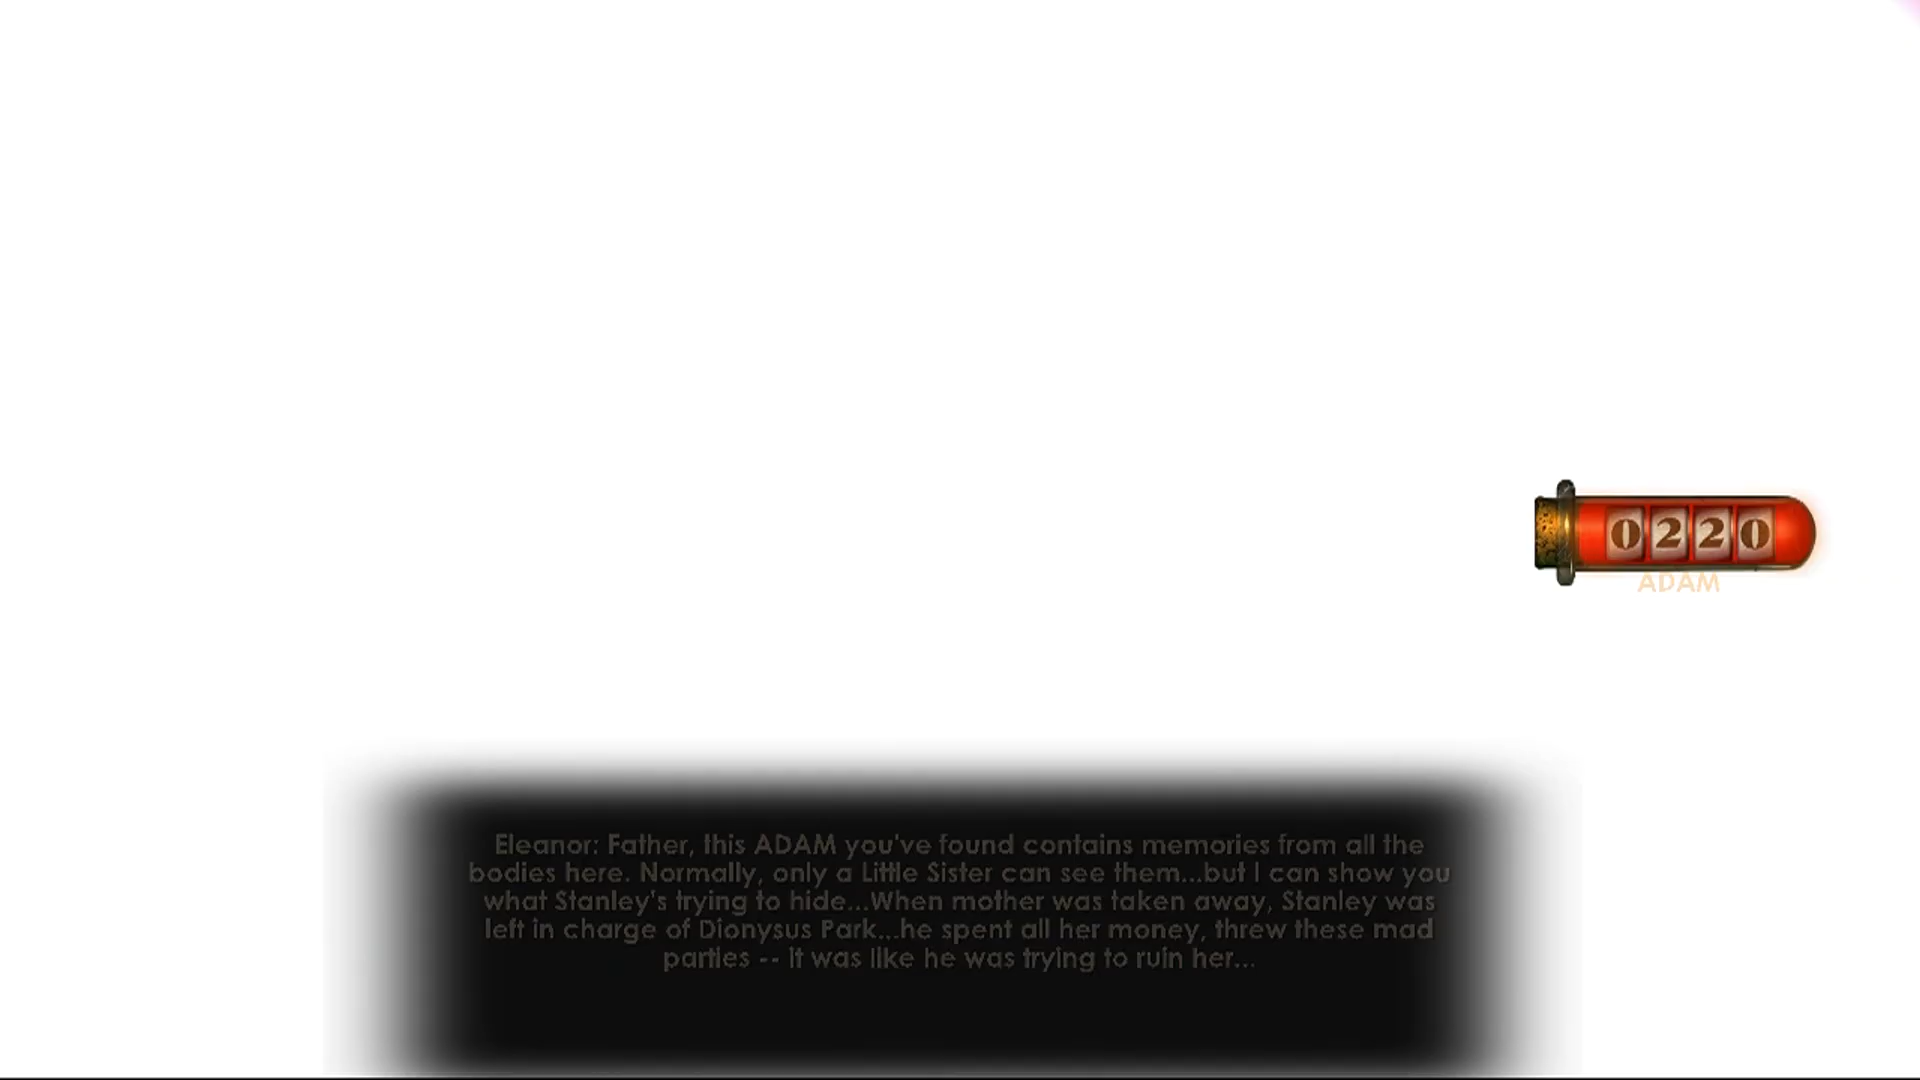 0220
ADAM
Eleanor: Father, this ADAM you've found contains memories from all the
bodies here. Normally, only a Little Sister can see them...but I can show you
what Stanley's trying to hide...When mother was taken away, Stanley was
left in charge of Dionysus Park...he spent all her money, threw these mad
parties -- it was like he was trying to ruin her...